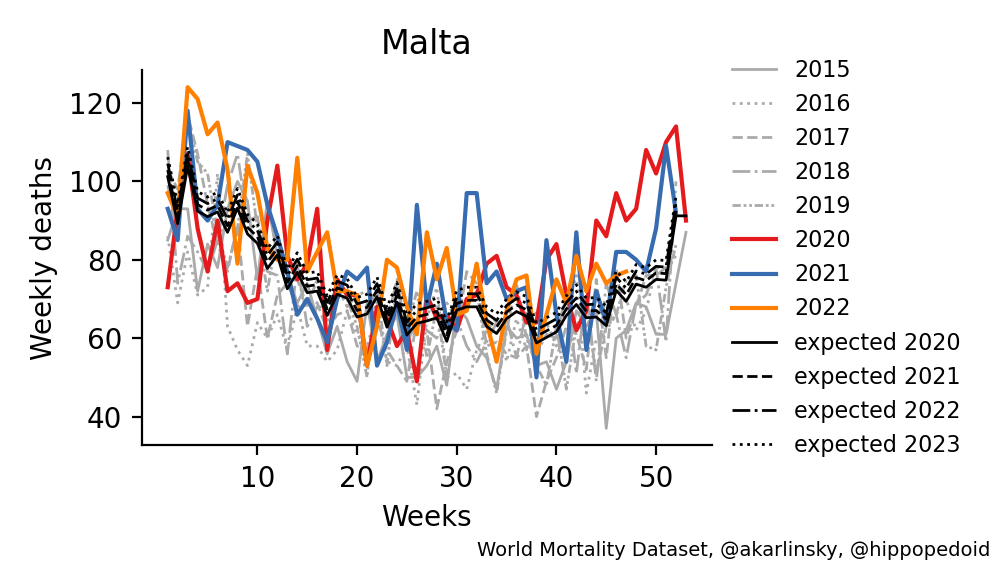 Malta
Weekly deaths
120
100
80
60
40
10 20 30 40 50
Weeks
2015
2016
2017
2018
2019
2020
2021
2022
expected 2020
expected 2021
expected 2022
expected 2023
World Mortality Dataset, @akarlinsky, @hippopedoid